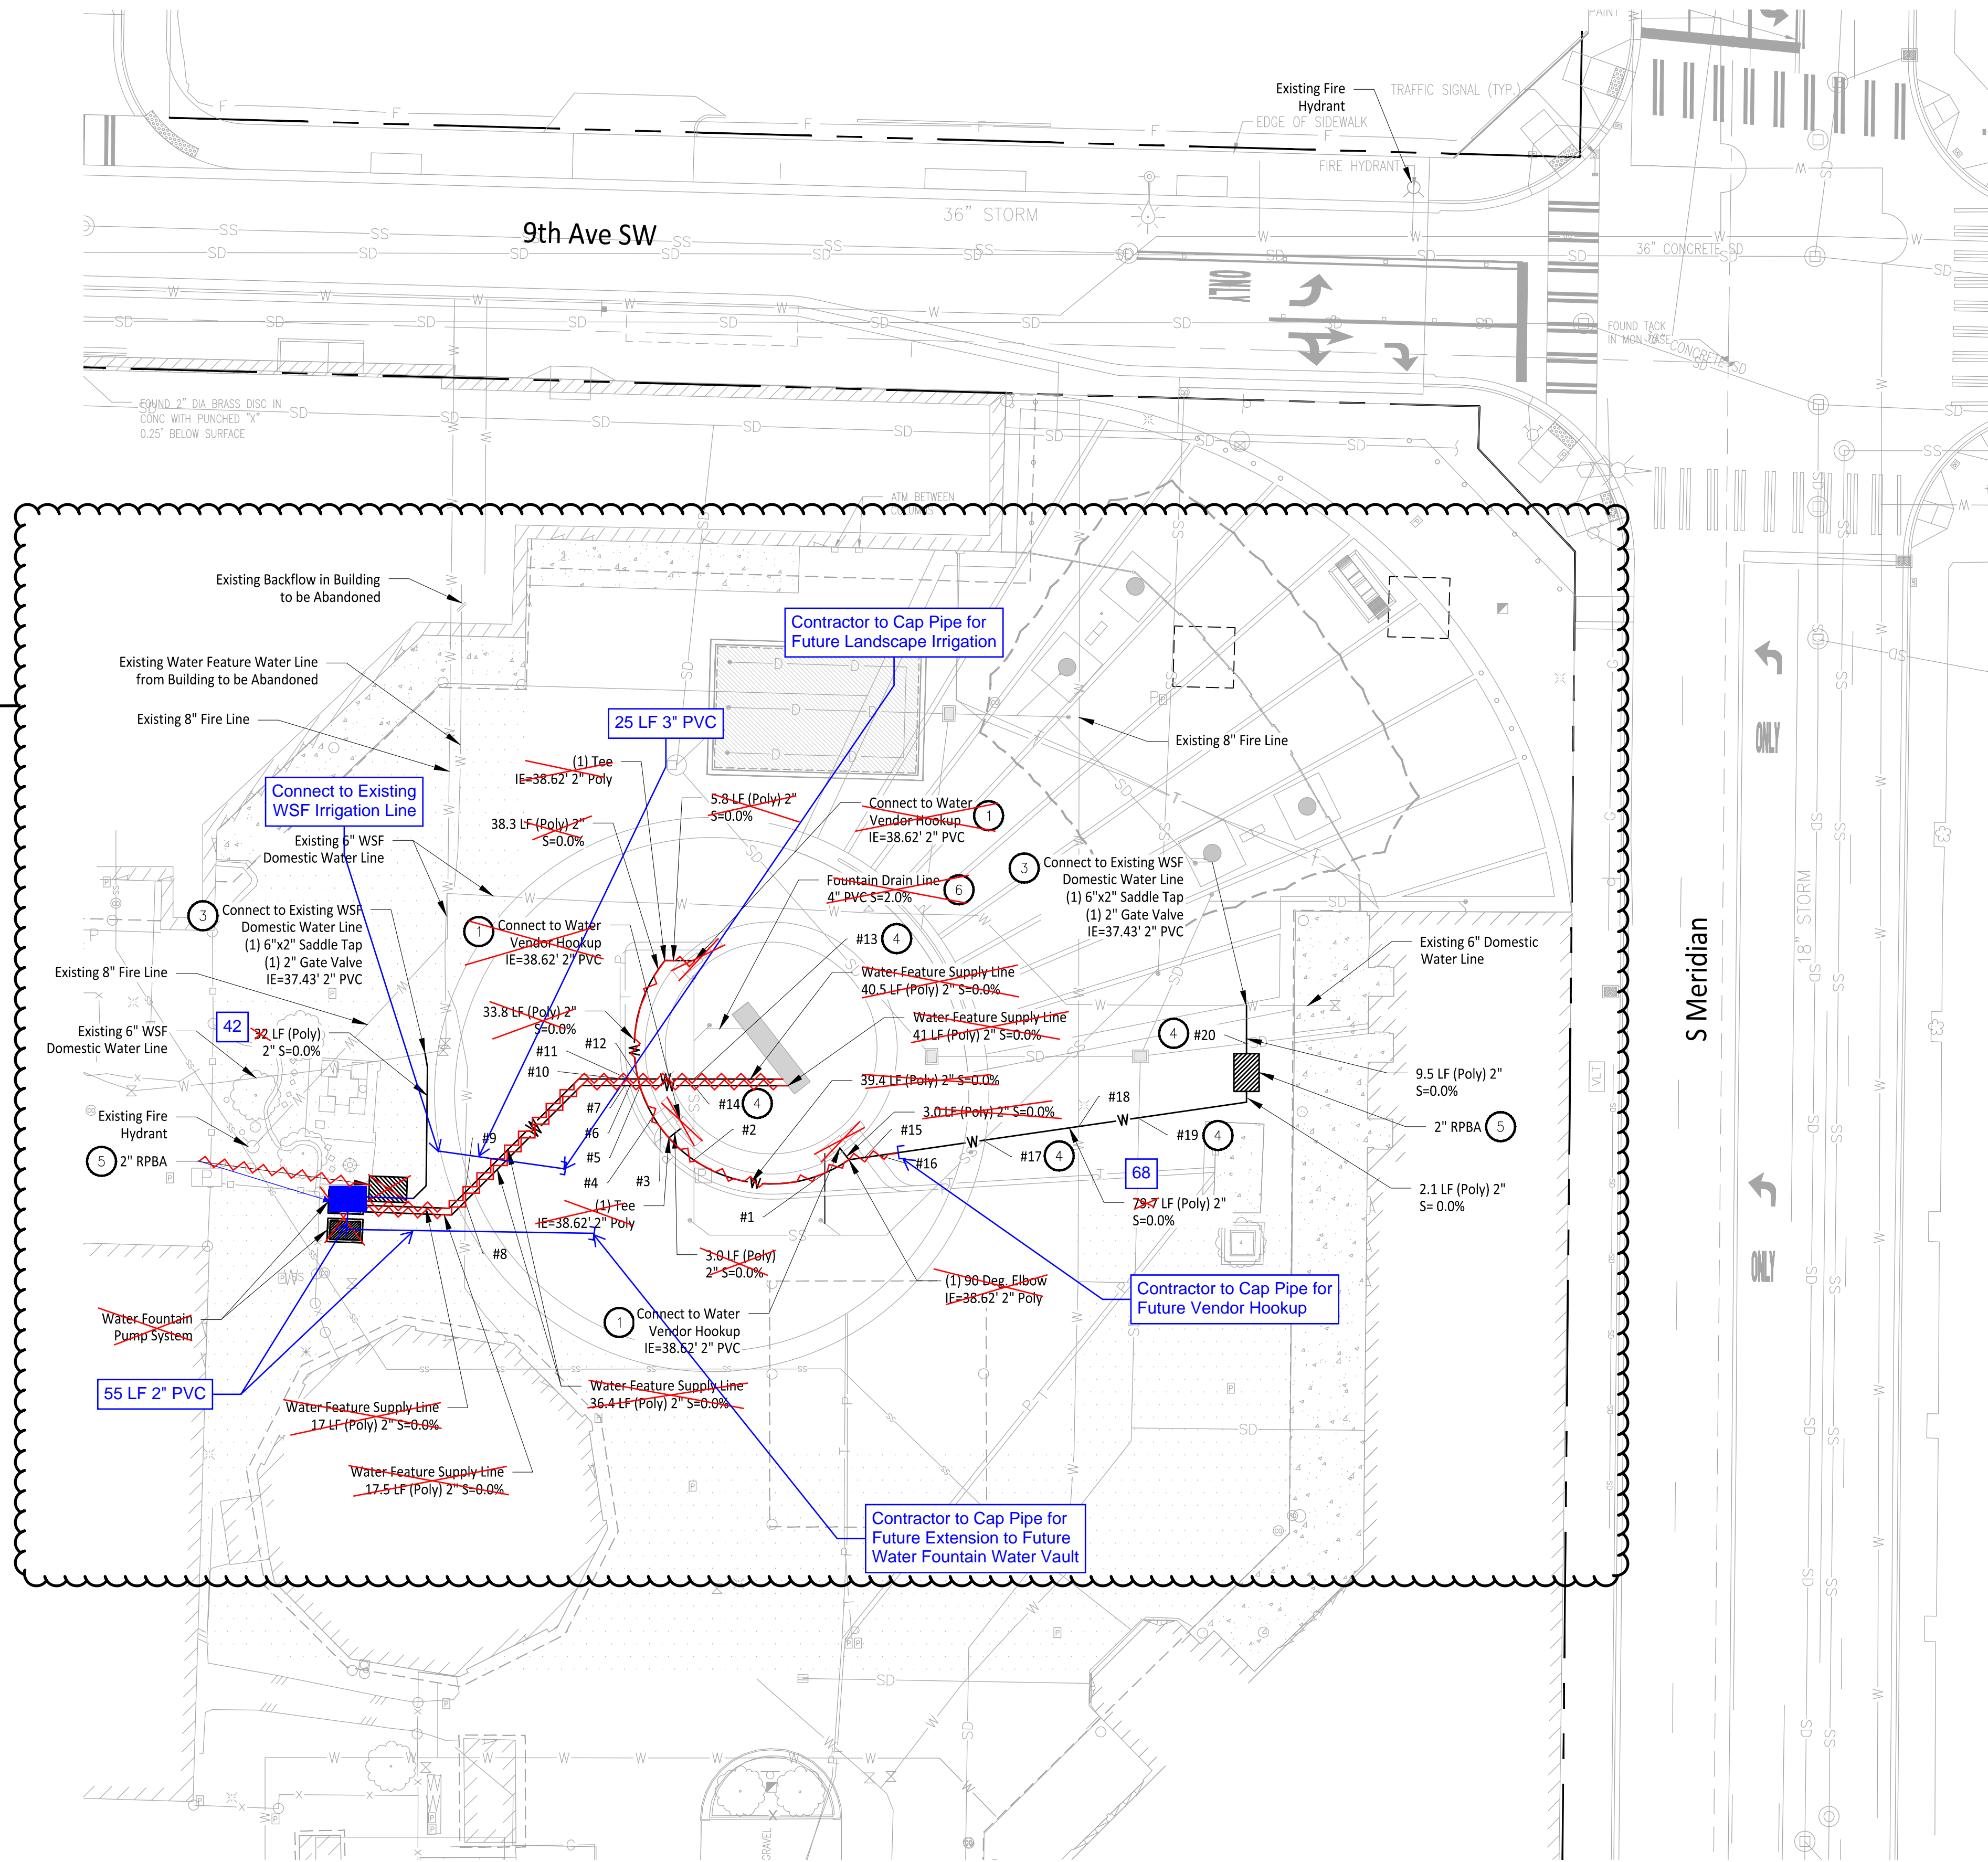 PAINT
Existing Fire
Hydrant
TRAFFIC SIGNAL (TYP.)
EDGE OF SIDEWALK
FIRE HYDRANT
36" STORM
9th Ave SW
36" CONCRETE SD
ONLY
FOUND TACK
IN MON CASE
36" CONCRETE SD
FOUND 2" DIA BRASS DISC IN
CONC WITH PUNCHED "X"
0.25' BELOW SURFACE
ATM BETWEEN
COLUMNS
Existing Backflow in Building
to be Abandoned
Contractor to Cap Pipe for
Future Landscape Irrigation
Existing Water Feature Water Line
from Building to be Abandoned
Existing 8" Fire Line
25 LF 3" PVC
Existing 8" Fire Line
ONLY
(1) Tee
IE=38.62' 2" Poly
Connect to Existing
WSF Irrigation Line
5.8 LF (Poly) 2"
S=0.0%
Connect to Water
Vendor Hookup
IE=38.62' 2" PVC
1
38.3 LF (Poly) 2"
S=0.0%
Existing 6" WSF
Domestic Water Line
3
Connect to Existing WSF
Domestic Water Line
(1) 6"x2" Saddle Tap
(1) 2" Gate Valve
IE=37.43' 2" PVC
Fountain Drain Line
4" PVC S=2.0%
6
3
Connect to Existing WSF
Domestic Water Line
(1) 6"x2" Saddle Tap
(1) 2" Gate Valve
IE=37.43' 2" PVC
1
Connect to Water
Vendor Hookup
IE=38.62' 2" PVC
#13
4
Existing 6" Domestic
Water Line
18" STORM
S Meridian
Existing 8" Fire Line
Water Feature Supply Line
40.5 LF (Poly) 2" S=0.0%
33.8 LF (Poly) 2"
S=0.0%
Water Feature Supply Line
41 LF (Poly) 2" S=0.0%
42
32 LF (Poly)
2" S=0.0%
Existing 6" WSF
Domestic Water Line
#12
#11
#10
4
#20
9.5 LF (Poly) 2"
S=0.0%
VLT
39.4 LF (Poly) 2" S=0.0%
#7
#14
4
3.0 LF (Poly) 2" S=0.0%
#18
Existing Fire
Hydrant
#6
#2
#15
#9
#5
#16
#17
4
#19
4
2" RPBA
5
5
2" RPBA
#4
#3
68
79.7 LF (Poly) 2"
S=0.0%
2.1 LF (Poly) 2"
S= 0.0%
(1) Tee
IE=38.62' 2" Poly
#1
#8
3.0 LF (Poly)
2" S=0.0%
(1) 90 Deg. Elbow
IE=38.62' 2" Poly
Contractor to Cap Pipe for
Future Vendor Hookup
ONLY
Water Fountain
Pump System
1
Connect to Water
Vendor Hookup
IE=38.62' 2" PVC
55 LF 2" PVC
Water Feature Supply Line
36.4 LF (Poly) 2" S=0.0%
Water Feature Supply Line
17 LF (Poly) 2" S=0.0%
Water Feature Supply Line
17.5 LF (Poly) 2" S=0.0%
Contractor to Cap Pipe for
Future Extension to Future
Water Fountain Water Vault
GRAVEL